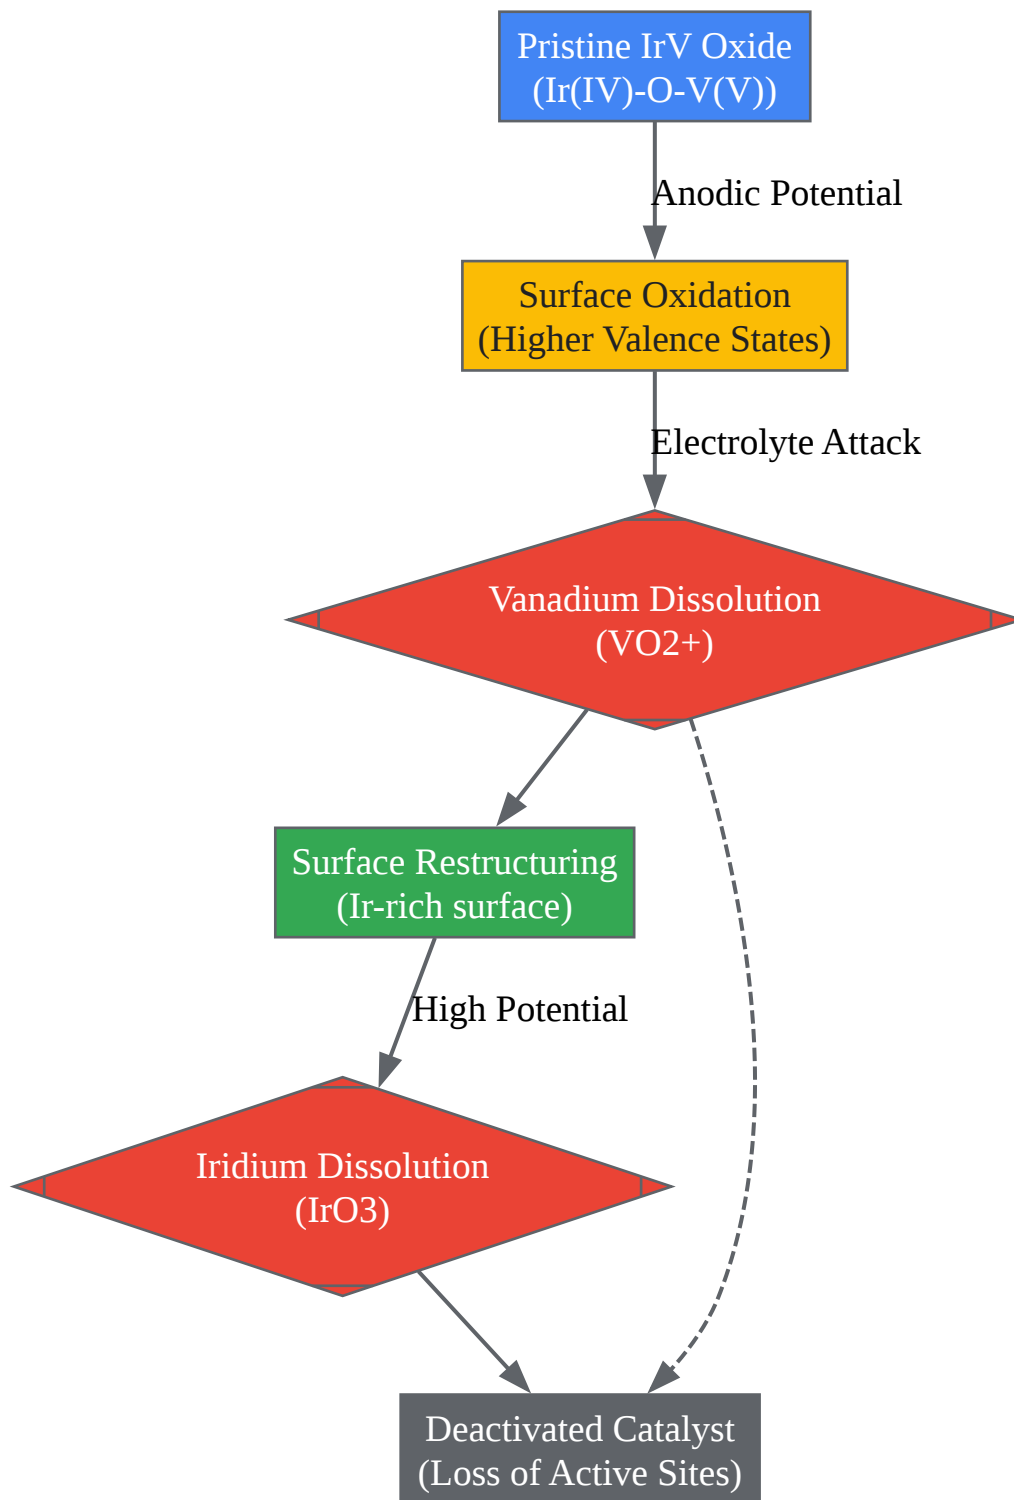 Pristine IrV Oxide
(Ir(IV)-O-V(V))
Anodic Potential
Surface Oxidation
(Higher Valence States)
Electrolyte Attack
Vanadium Dissolution
(VO2+)
Surface Restructuring
(Ir-rich surface)
High Potential
Iridium Dissolution
(IrO3)
Deactivated Catalyst
(Loss of Active Sites)